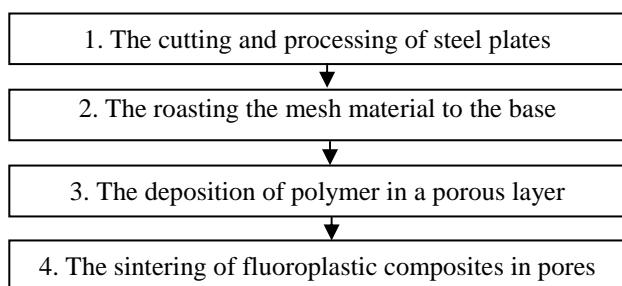 1. The cutting and processing of steel plates
2. The roasting the mesh material to the base
3. The deposition of polymer in a porous layer
4. The sintering of fluoroplastic composites in pores